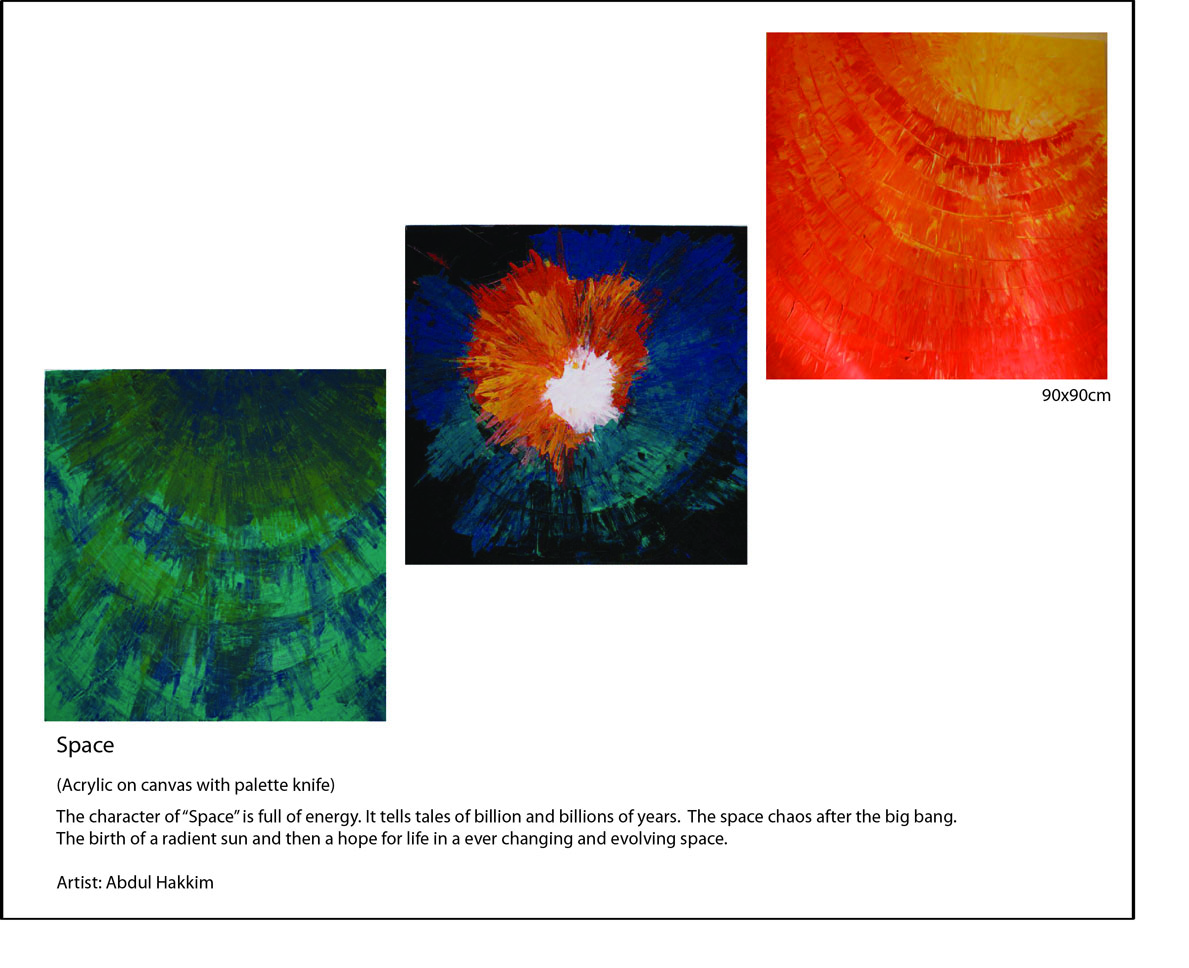 90x90cm
Space
(Acrylic on canvas with palette knife)
The character of “Space” is full of energy. It tells tales of billion and billions of years.  The space chaos after the big bang.
The birth of a radient sun and then a hope for life in a ever changing and evolving space.
Artist: Abdul Hakkim